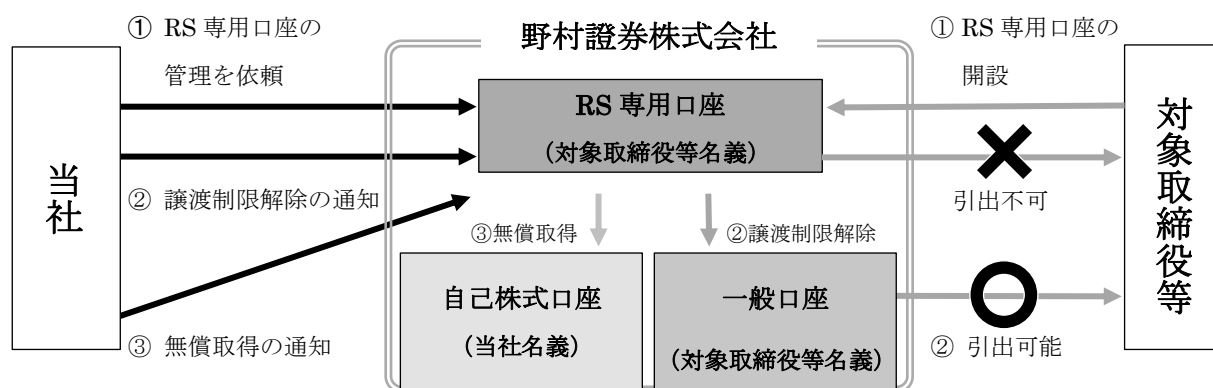 ① RS 専用口座の
管理を依頼
野村證券株式会社
① RS 専用口座の
開設
RS 専用口座
(対象取締役等名義)
当社
対象取締役等
② 譲渡制限解除の通知
引出不可
③無償取得
②譲渡制限解除
自己株式口座
(当社名義)
一般口座
(対象取締役等名義)
③ 無償取得の通知
② 引出可能